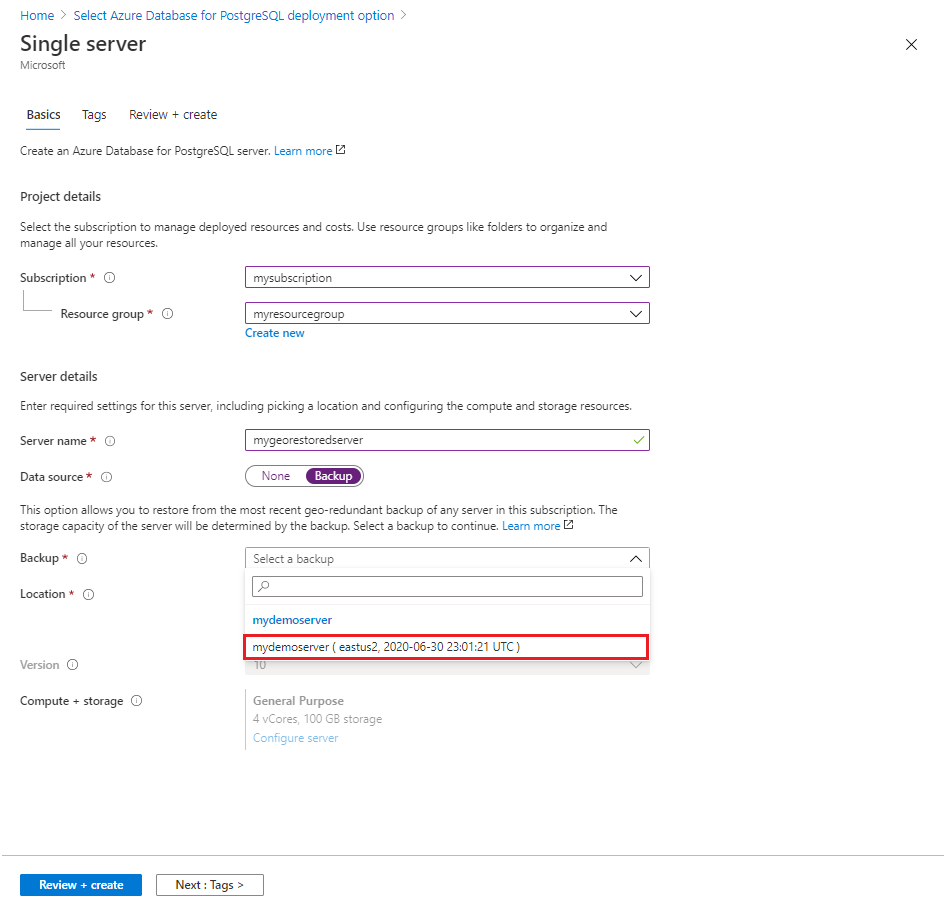 Home > Select Azure Database for PostgreSQL deployment option >
Single server
Microsoft
Basics Tags Review + create
Create an Azure Database for PostgreSQL server. Learn more
Project details
Select the subscription to manage deployed resources and costs. Use resource groups like folders to organize and
manage all your resources.
Subscription * mysubscription
Resource group * myresourcegroup
Create new
Server details
Enter required settings for this server, including picking a location and configuring the compute and storage resources.
Server name * mygeorestoredserver
Data source * None Backup
This option allows you to restore from the most recent geo-redundant backup of any server in this subscription. The
storage capacity of the server will be determined by the backup. Select a backup to continue. Learn more
Backup * Select a backup
Location *
mydemoserver
mydemoserver ( eastus2, 2020-06-30 23:01:21 UTC )
Version 10
Compute + storage General Purpose
4 vCores, 100 GB storage
Configure server
Review + create Next : Tags >